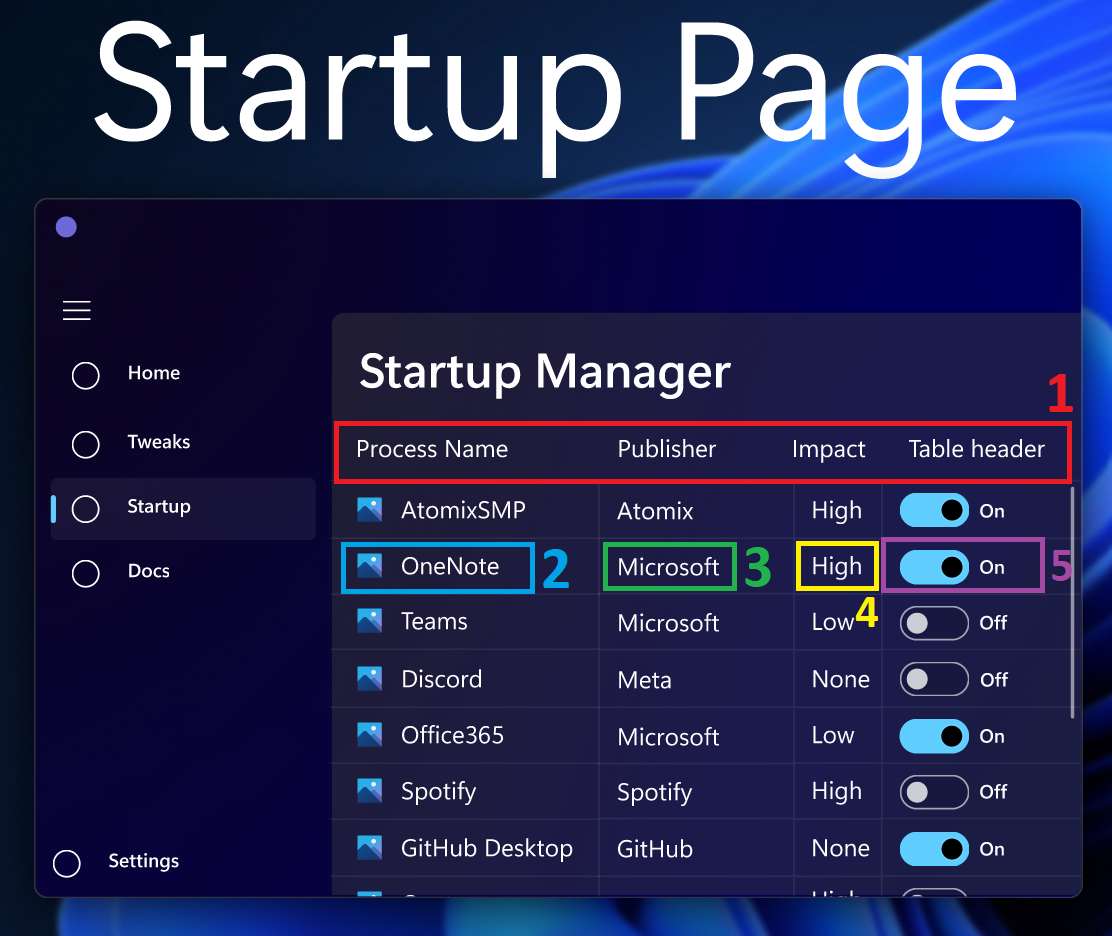 Startup Page
Home
Tweaks
Startup
Docs
Settings
Startup Manager
1
Process Name Publisher Impact Table header
AtomixSMP Atomix High On
OneNote 2 Microsoft 3 High On 5
Teams Microsoft Low 4 Off
Discord Meta None Off
Office365 Microsoft Low On
Spotify Spotify High Off
GitHub Desktop GitHub None On
High